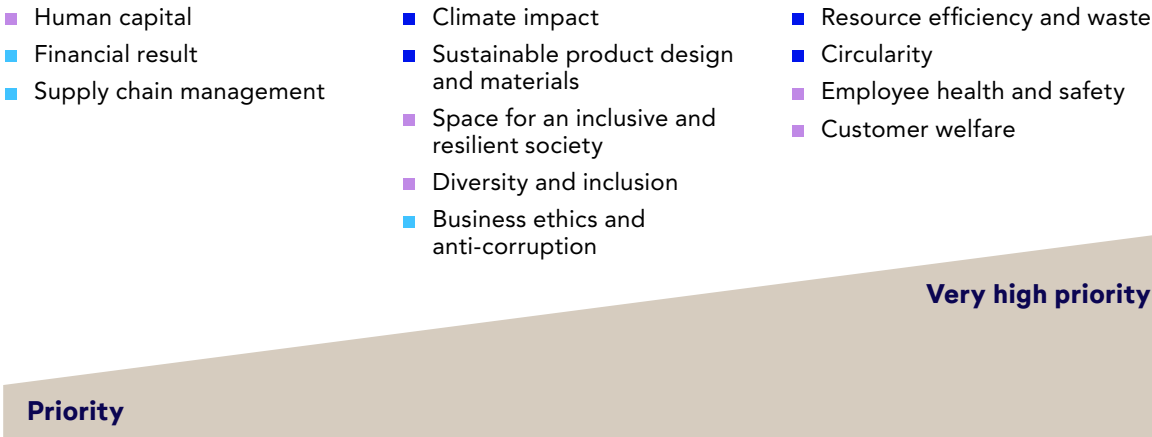 Human capital
Financial result
Supply chain management
Climate impact
Sustainable product design
and materials
Space for an inclusive and
resilient society
Diversity and inclusion
Business ethics and
anti-corruption
Resource efficiency and waste
Circularity
Employee health and safety
Customer welfare
Very high priority
Priority